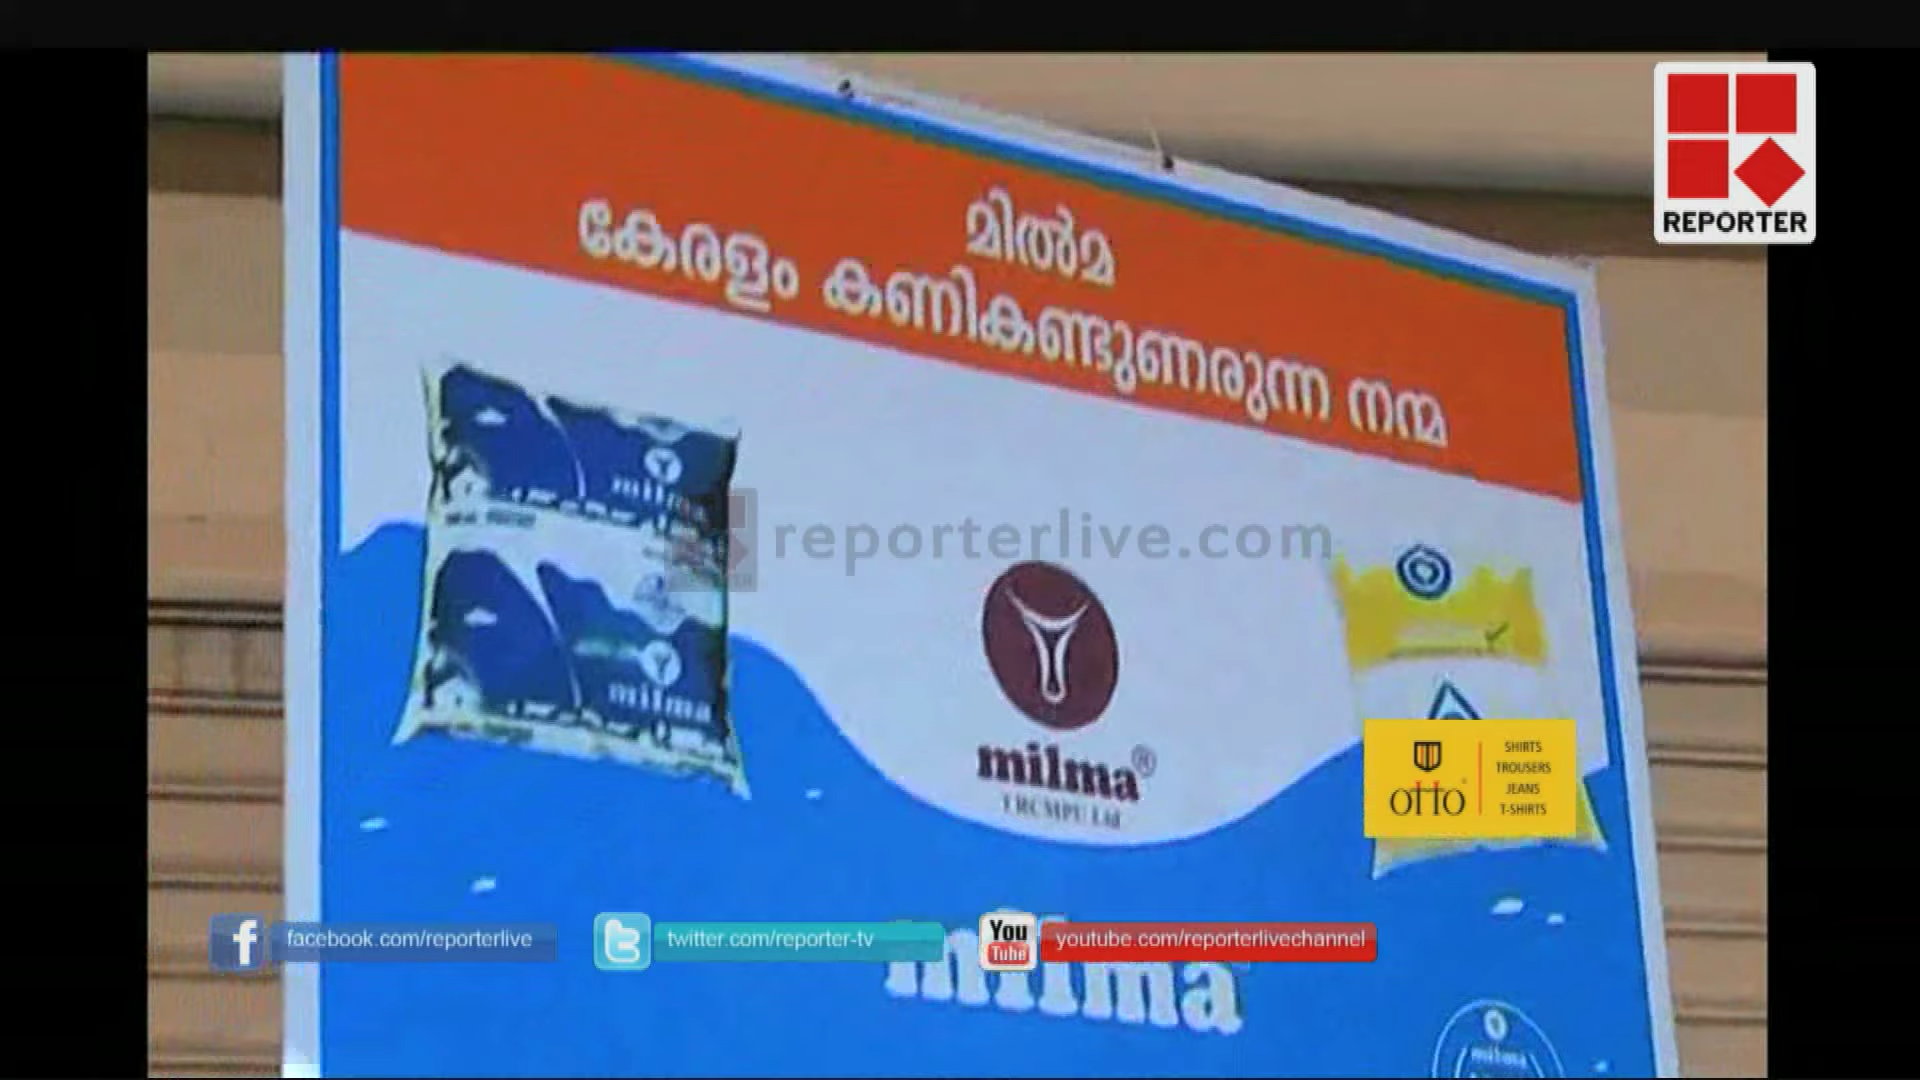 REPORTER
മിൽമ
കേരളം കണികണ്ടുണരുന്ന നന്മ
milma
reporterlive.com
milma
milma®
TRCMPU Ltd
OTTO
SHIRTS
TROUSERS
JEANS
T-SHIRTS
facebook.com/reporterlive
twitter.com/reporter-tv
You
Tube
youtube.com/reporterlivechannel
milma
milma